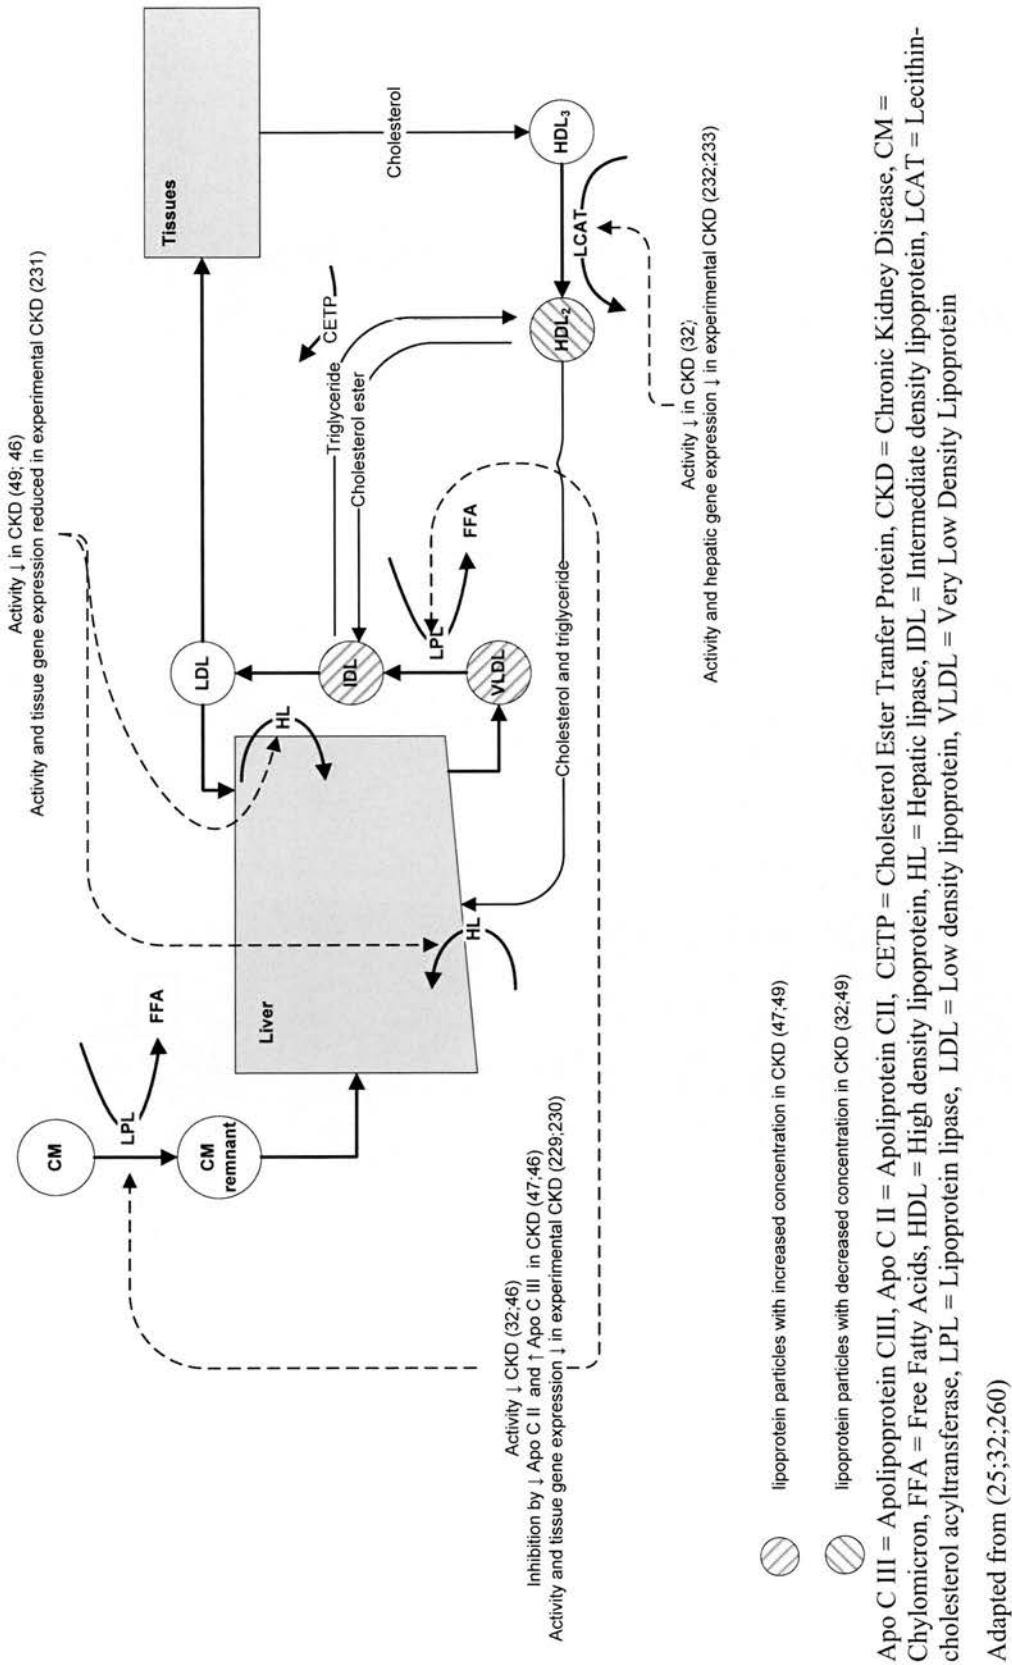 Activity ↓ in CKD (49; 46)
Activity and tissue gene expression reduced in experimental CKD (231)
CM
LPL
FFA
CM
remnant
Liver
HL
HL
LDL
IDL
LPL
FFA
VLDL
Tissues
Triglyceride
CETP
Cholesterol ester
Cholesterol
HDL2
HDL3
LCAT
Cholesterol and triglyceride
Activity ↓ CKD (32;46)
Inhibition by ↓ Apo C II and ↑ Apo C III in CKD (47;46)
Activity and tissue gene expression ↓ in experimental CKD (229;230)
Activity ↓ in CKD (32;
Activity and hepatic gene expression ↓ in experimental CKD (232;233)
lipoprotein particles with increased concentration in CKD (47;49)
lipoprotein particles with decreased concentration in CKD (32;49)
Apo C III = Apolipoprotein CIII, Apo C II = Apoliprotein CII, CETP = Cholesterol Ester Tranfer Protein, CKD = Chronic Kidney Disease, CM =
Chylomicron, FFA = Free Fatty Acids, HDL = High density lipoprotein, HL = Hepatic lipase, IDL = Intermediate density lipoprotein, LCAT = Lecithin-
cholesterol acyltransferase, LPL = Lipoprotein lipase, LDL = Low density lipoprotein, VLDL = Very Low Density Lipoprotein
Adapted from (25;32;260)